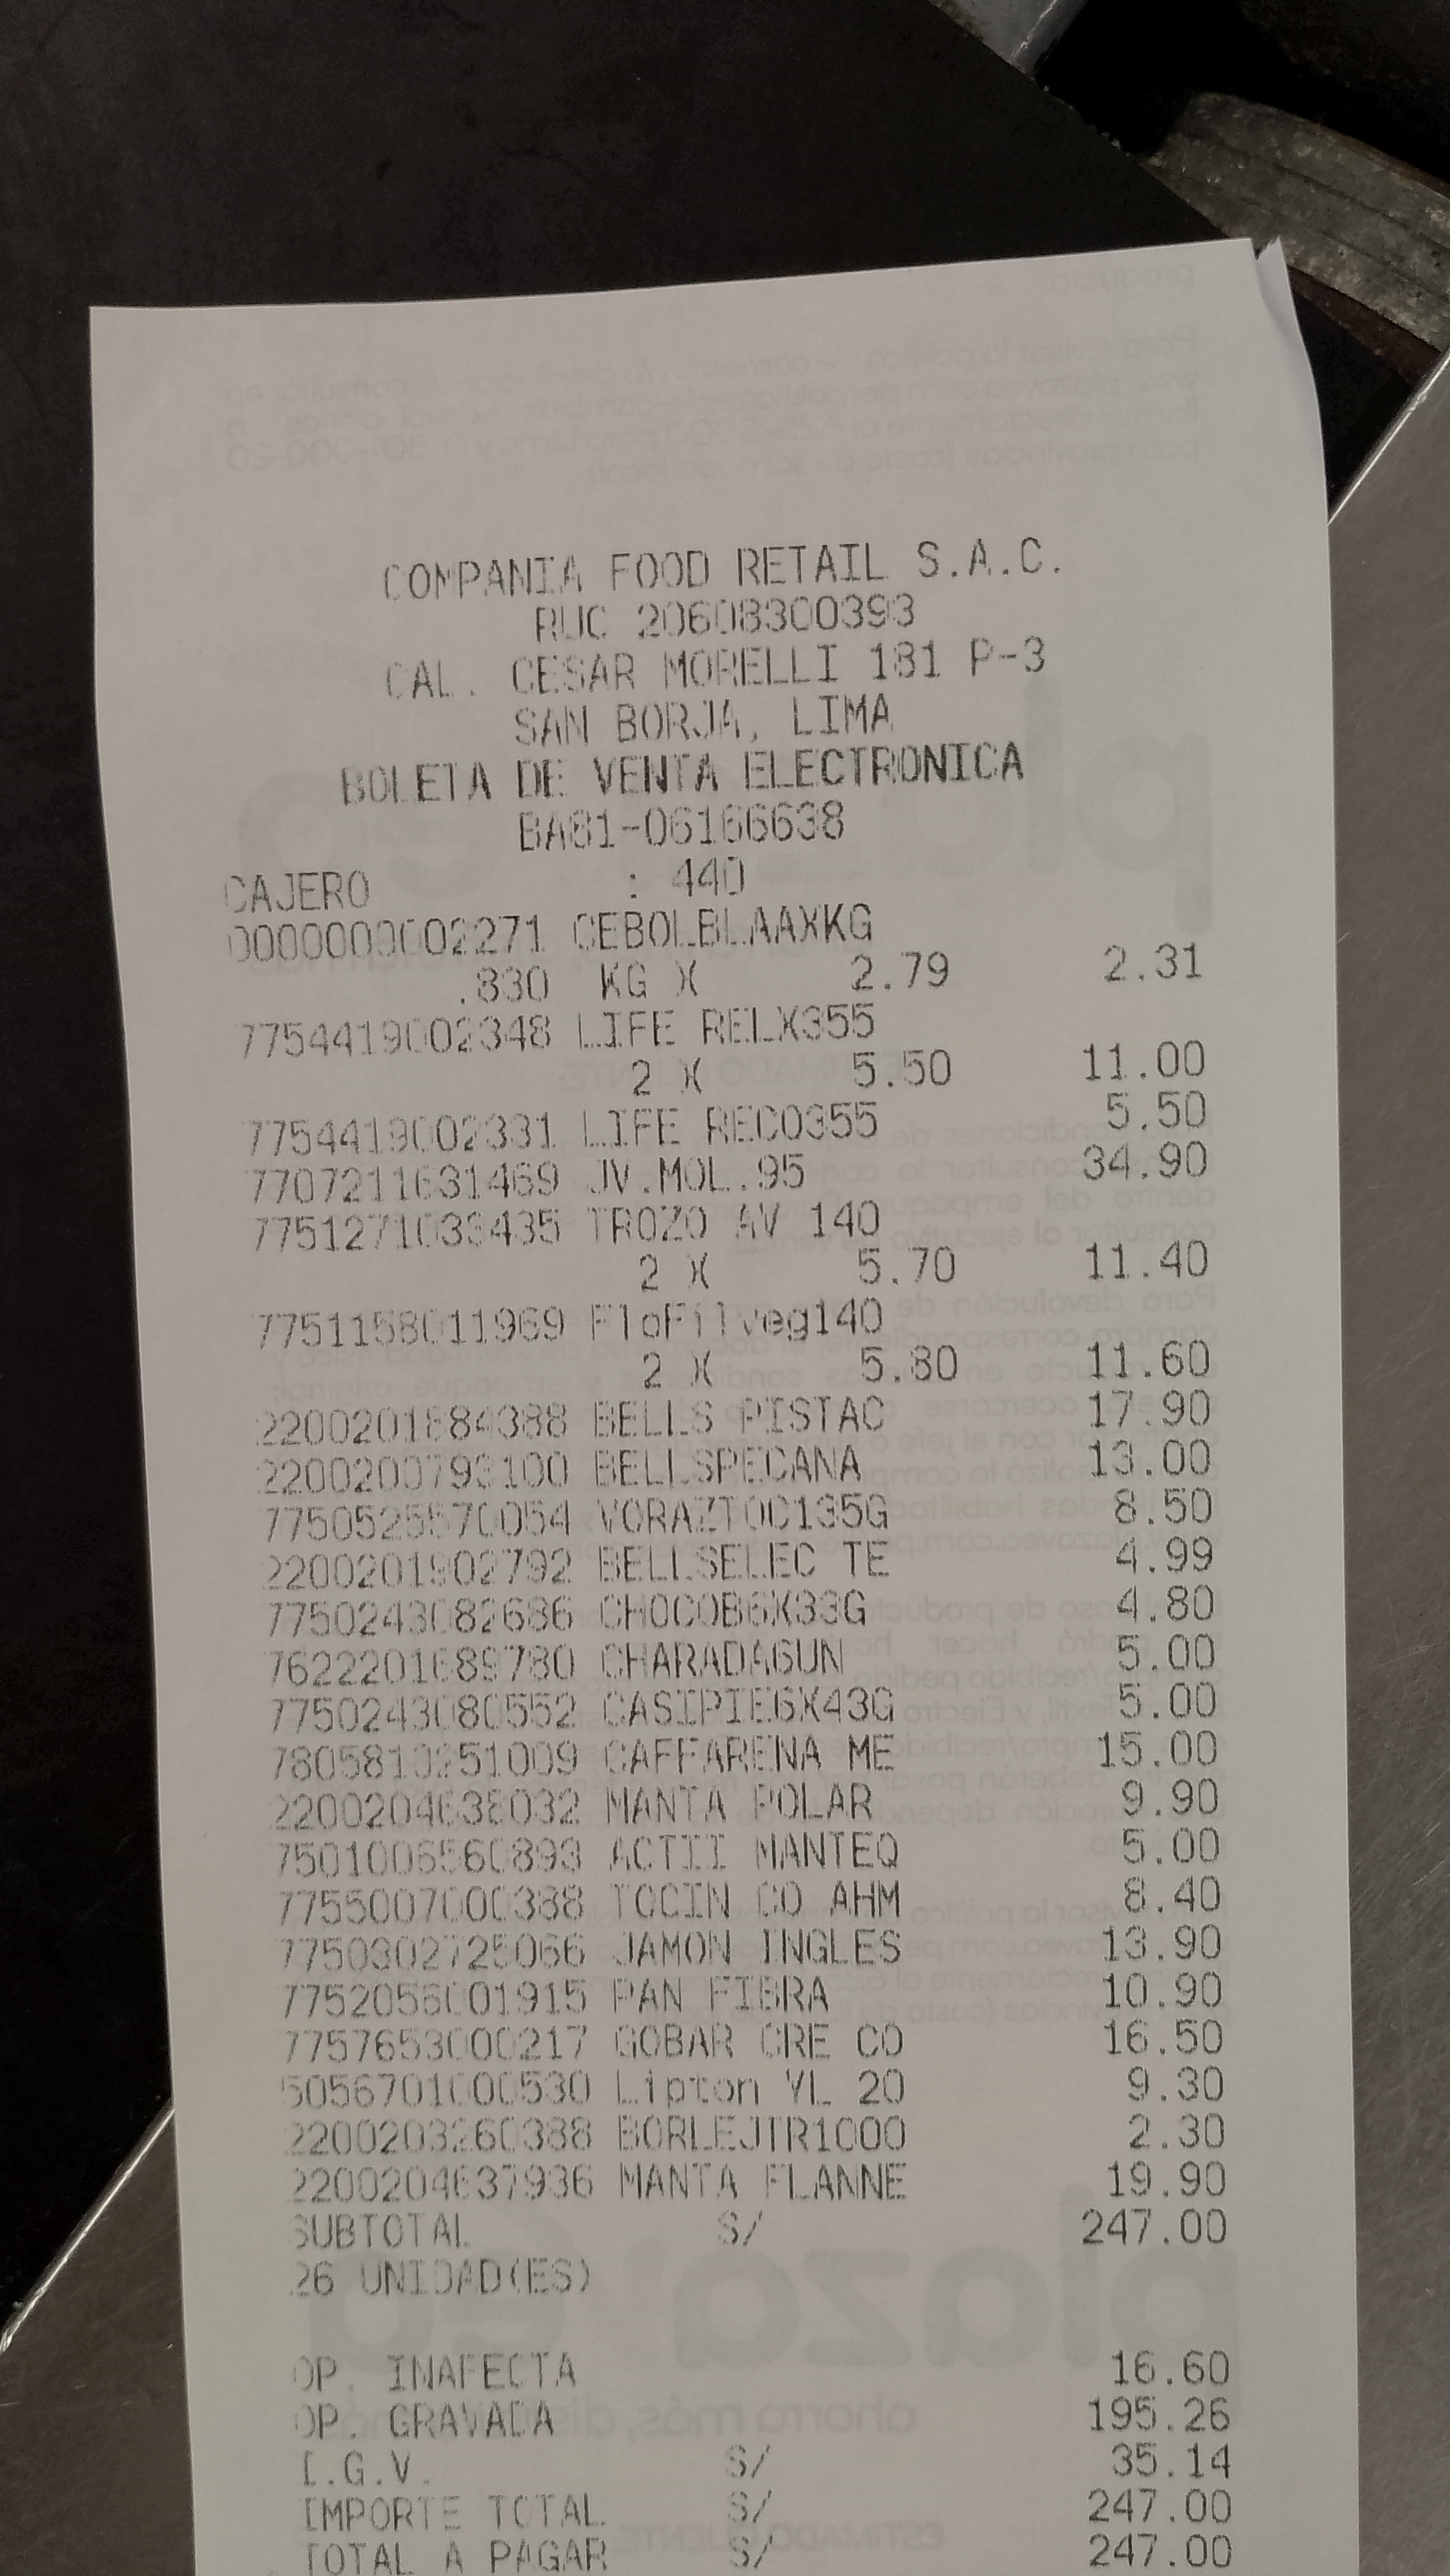 COMPANIA FOOD RETAIL S.A.C.
RUC 20608300393
CAL. CESAR MORELLI 181 P-3
SAN BORJA, LIMA
BOLETA DE VENTA ELECTRONICA
BA81-06166638
CAJERO : 440
0000000002271 CEBOLBLAAXKG
.830 KG X 2.79 2.31
7754419002348 LIFE RELX355
2 X 5.50 11.00
7754419002331 LIFE RECO355 5.50
7707211631469 JV.MOL.95 34.90
7751271033435 TROZO AV 140
2 X 5.70 11.40
7751158011969 FloFilveg140
2 X 5.80 11.60
2200201884388 BELLS PISTAC 17.90
2200200793100 BELLSPECANA 13.00
7750525570054 VORAZTOC135G 8.50
2200201902792 BELLSELEC TE 4.99
7750243082686 CHOCOB6X33G 4.80
7622201689780 CHARADA6UN 5.00
7750243080552 CASIPIE6X43G 5.00
7805810251009 CAFFARENA ME 15.00
2200204638032 MANTA POLAR 9.90
7501006560893 ACTII MANTEQ 5.00
7755007000388 TOCIN CO AHM 8.40
7750302725066 JAMON INGLES 13.90
7752056001915 PAN FIBRA 10.90
7757653000217 GOBAR CRE CO 16.50
5056701000530 Lipton YL 20 9.30
2200203260388 BORLEJTR1000 2.30
2200204637936 MANTA FLANNE 19.90
SUBTOTAL S/ 247.00
26 UNIDAD(ES)
OP. INAFECTA 16.60
OP. GRAVADA 195.26
I.G.V. S/ 35.14
IMPORTE TOTAL S/ 247.00
TOTAL A PAGAR S/ 247.00